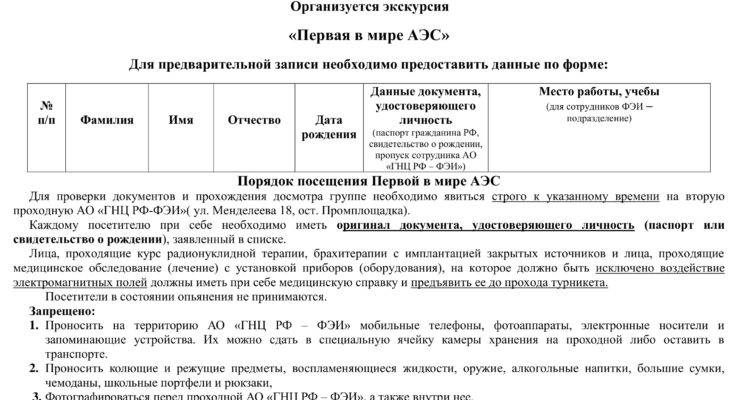 Организуется экскурсия
«Первая в мире АЭС»
Для предварительной записи необходимо предоставить данные по форме:
№ п/п
Фамилия
Имя
Отчество
Дата рождения
Данные документа, удостоверяющего личность
(паспорт гражданина РФ, свидетельство о рождении, пропуск сотрудника АО «ГНЦ РФ – ФЭИ»)
Место работы, учебы
(для сотрудников ФЭИ – подразделение)
Порядок посещения Первой в мире АЭС
Для проверки документов и прохождения досмотра группе необходимо явиться строго к указанному времени на вторую
проходную АО «ГНЦ РФ-ФЭИ»( ул. Менделеева 18, ост. Промплощадка).
Каждому посетителю при себе необходимо иметь оригинал документа, удостоверяющего личность (паспорт или
свидетельство о рождении), заявленный в списке.
Лица, проходящие курс радионуклидной терапии, брахитерапии с имплантацией закрытых источников и лица, проходящие
медицинское обследование (лечение) с установкой приборов (оборудования), на которое должно быть исключено воздействие
электромагнитных полей должны иметь при себе медицинскую справку и предъявить ее до прохода турникета.
Посетители в состоянии опьянения не принимаются.
Запрещено:
1. Проносить на территорию АО «ГНЦ РФ – ФЭИ» мобильные телефоны, фотоаппараты, электронные носители и
запоминающие устройства. Их можно сдать в специальную ячейку камеры хранения на проходной либо оставить в
транспорте.
2. Проносить колющие и режущие предметы, воспламеняющиеся жидкости, оружие, алкогольные напитки, большие сумки,
чемоданы, школьные портфели и рюкзаки,
3. Фотографироваться перед проходной АО «ГНЦ РФ – ФЭИ», а также внутри нее.